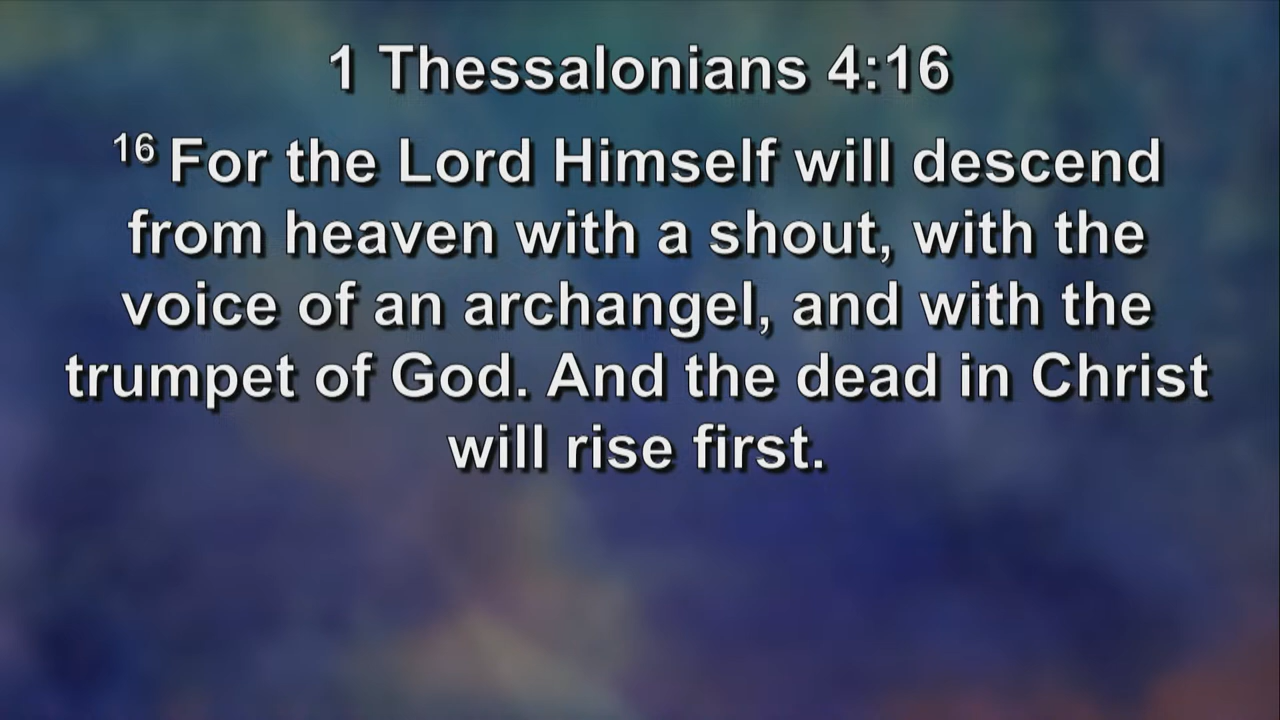 1 Thessalonians 4:16
16 For the Lord Himself will descend
from heaven with a shout, with the
voice of an archangel, and with the
trumpet of God. And the dead in Christ
will rise first.